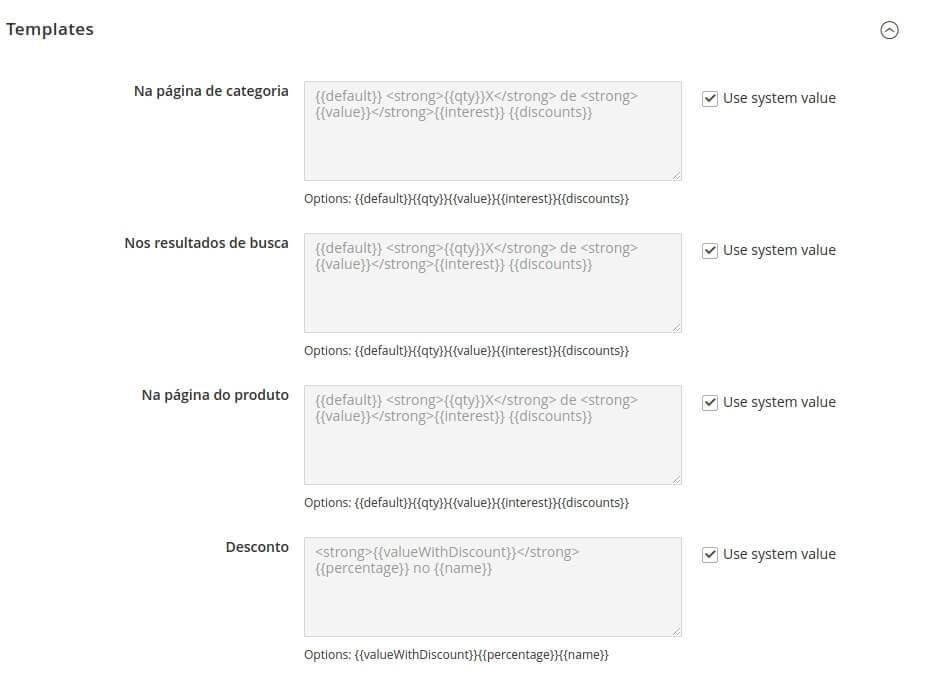 Templates
Na página de categoria
{{default}} <strong>{{qty}}X</strong> de <strong>
{{value}}</strong>{{interest}} {{discounts}}
Use system value
Options: {{default}}{{qty}}{{value}}{{interest}}{{discounts}}
Nos resultados de busca
{{default}} <strong>{{qty}}X</strong> de <strong>
{{value}}</strong>{{interest}} {{discounts}}
Use system value
Options: {{default}}{{qty}}{{value}}{{interest}}{{discounts}}
Na página do produto
{{default}} <strong>{{qty}}X</strong> de <strong>
{{value}}</strong>{{interest}} {{discounts}}
Use system value
Options: {{default}}{{qty}}{{value}}{{interest}}{{discounts}}
Desconto
<strong>{{valueWithDiscount}}</strong>
{{percentage}} no {{name}}
Use system value
Options: {{valueWithDiscount}}{{percentage}}{{name}}